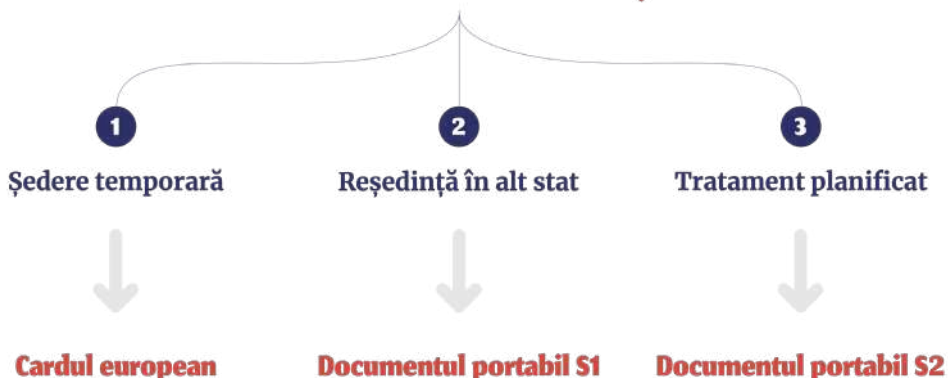 1
2
3
Ședere temporară
Reședință în alt stat
Tratament planificat
Cardul european
Documentul portabil S1
Documentul portabil S2